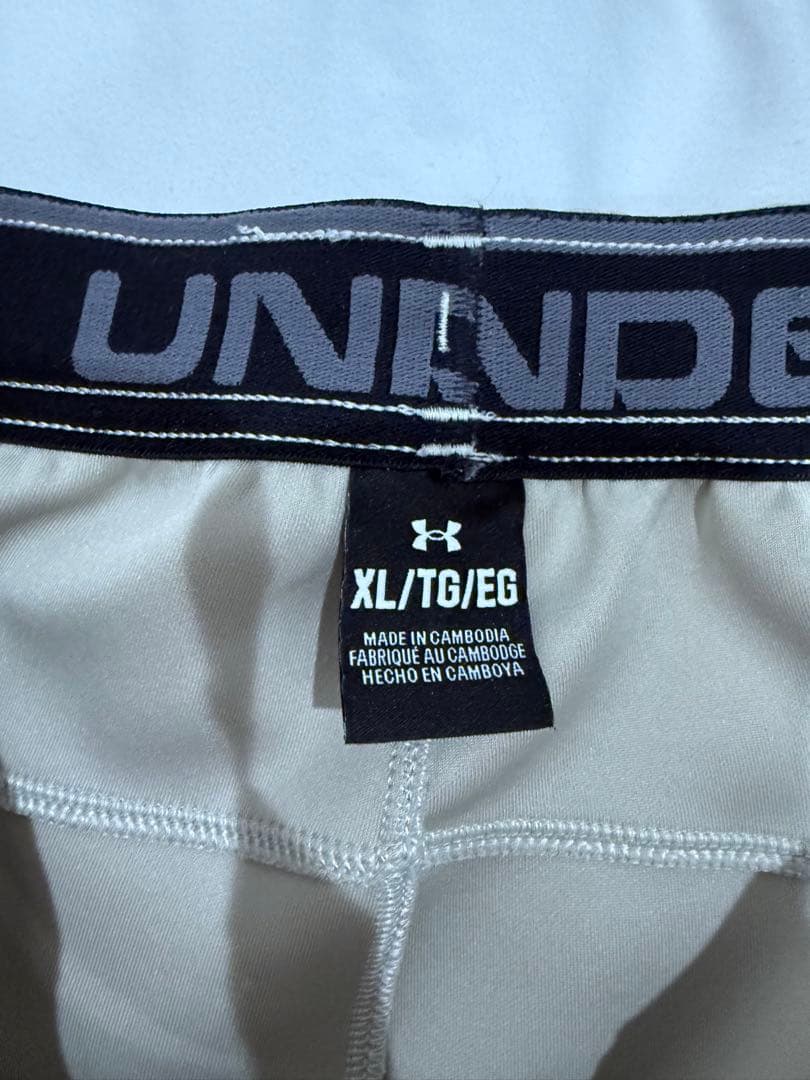 UNNDE
XL/TG/EG
MADE IN CAMBODIA
FABRIQUÉ AU CAMBODGE
HECHO EN CAMBOYA